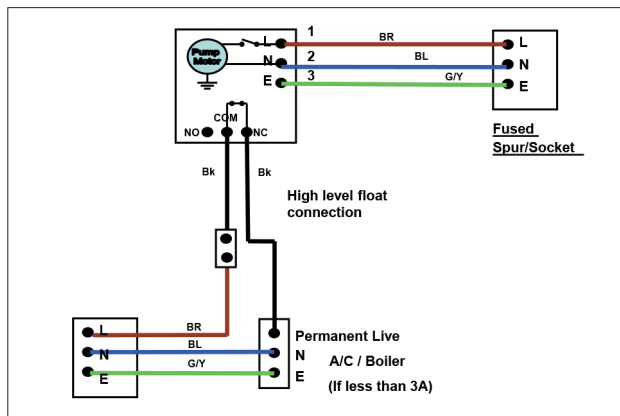 Pump
Motor
L
N
E
1
2
3
BR
BL
G/Y
L
N
E
Fused
Spur/Socket
COM
NO
NC
Bk
Bk
High level float
connection
L
N
E
BR
BL
G/Y
Permanent Live
N
E
A/C / Boiler
(If less than 3A)